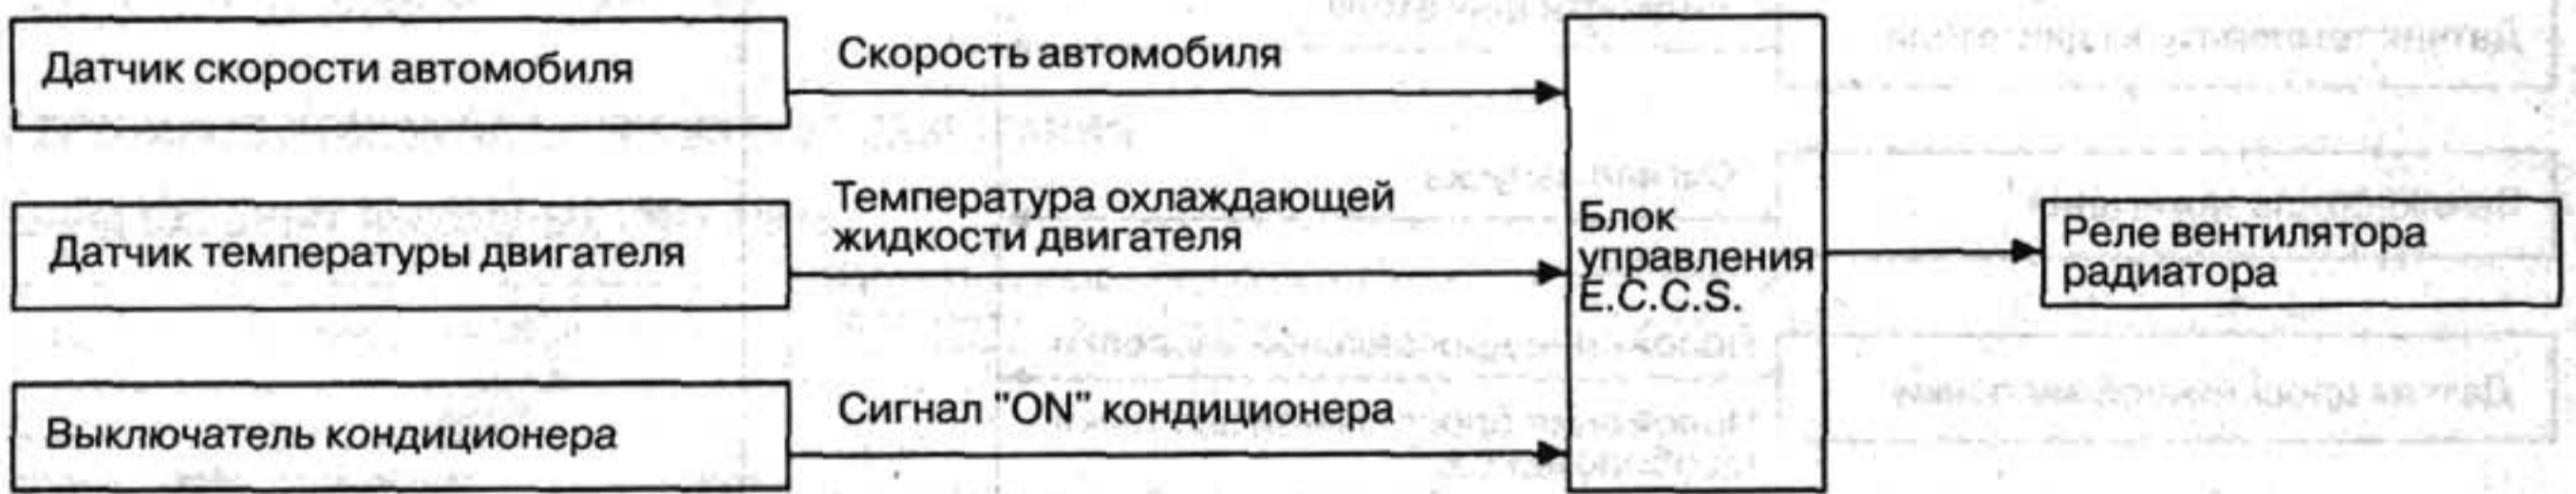 Датчик скорости автомобиля
Скорость автомобиля
Датчик температуры двигателя
Температура охлаждающей
жидкости двигателя
Выключатель кондиционера
Сигнал "ON" кондиционера
Блок
управления
E.C.C.S.
Реле вентилятора
радиатора